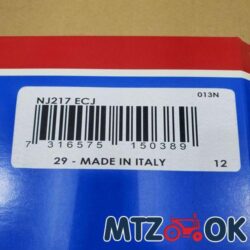 013N
NJ217 ECJ
7 316575 150389
29 - MADE IN ITALY 12
MTZ OK